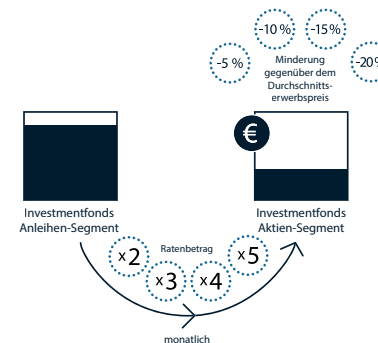 -5 %
-10 %
-15 %
-20%
Minderung
gegenüber dem
Durchschnitts-
erwerbspreis
€
Investmentfonds
Anleihen-Segment
Investmentfonds
Aktien-Segment
Ratenbetrag
x2
x3
x4
x5
monatlich